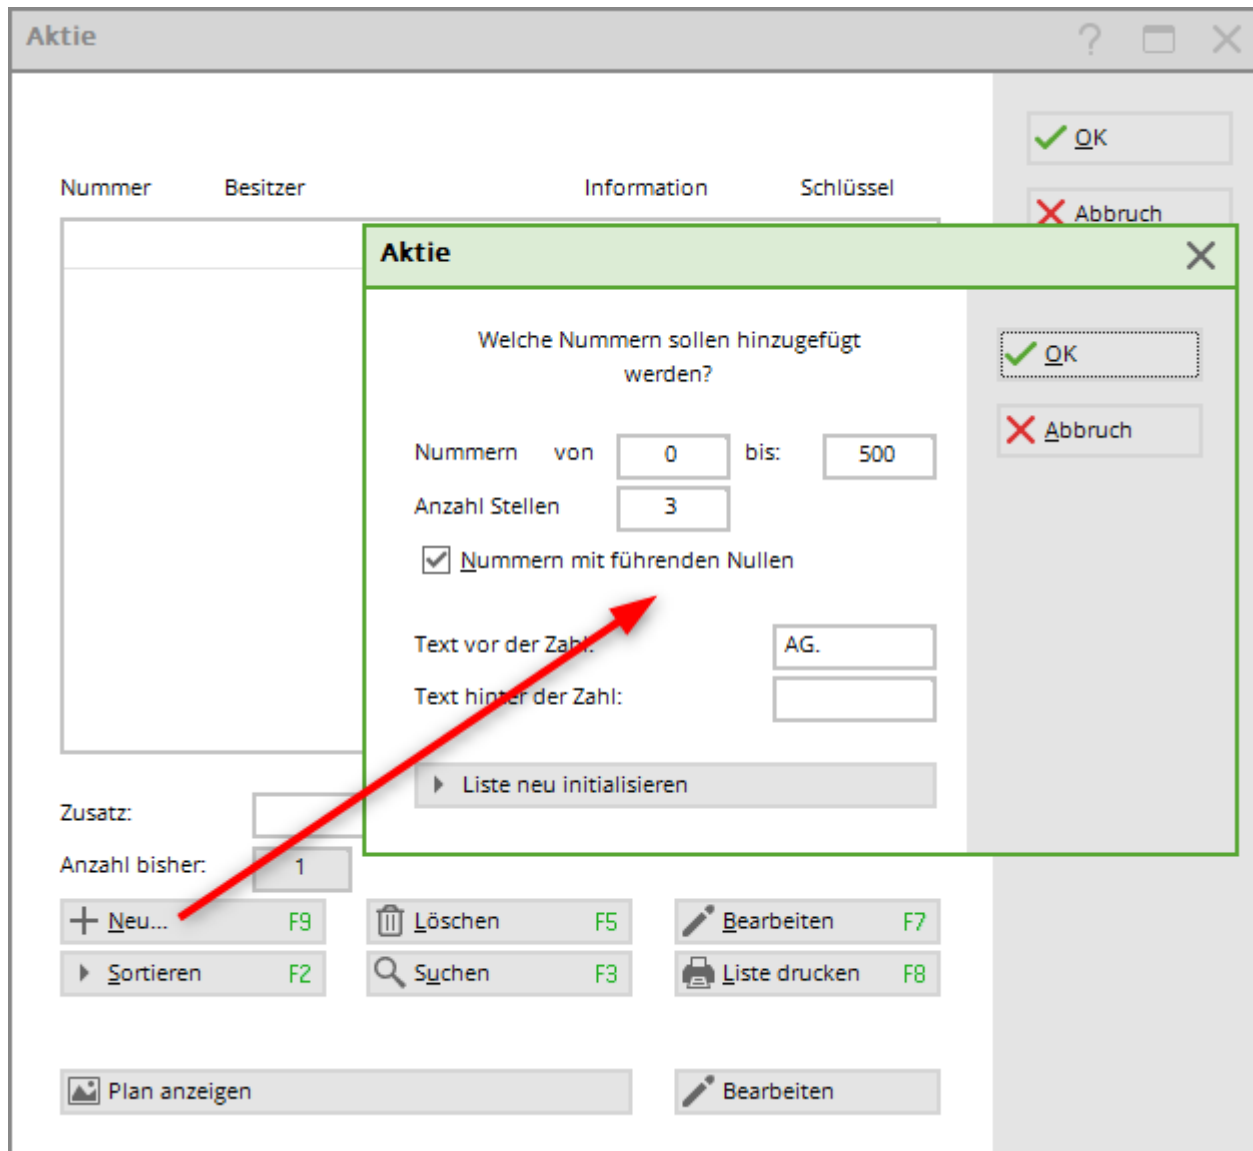 Aktie
?
OK
Abbruch
Nummer Besitzer Information Schlüssel
Aktie
Welche Nummern sollen hinzugefügt
werden?
OK
Abbruch
Nummern von 0 bis: 500
Anzahl Stellen 3
Nummern mit führenden Nullen
Text vor der Zahl: AG.
Text hinter der Zahl:
Liste neu initialisieren
Zusatz:
Anzahl bisher: 1
Neu... F9 Löschen F5 Bearbeiten F7
Sortieren F2 Suchen F3 Liste drucken F8
Plan anzeigen Bearbeiten